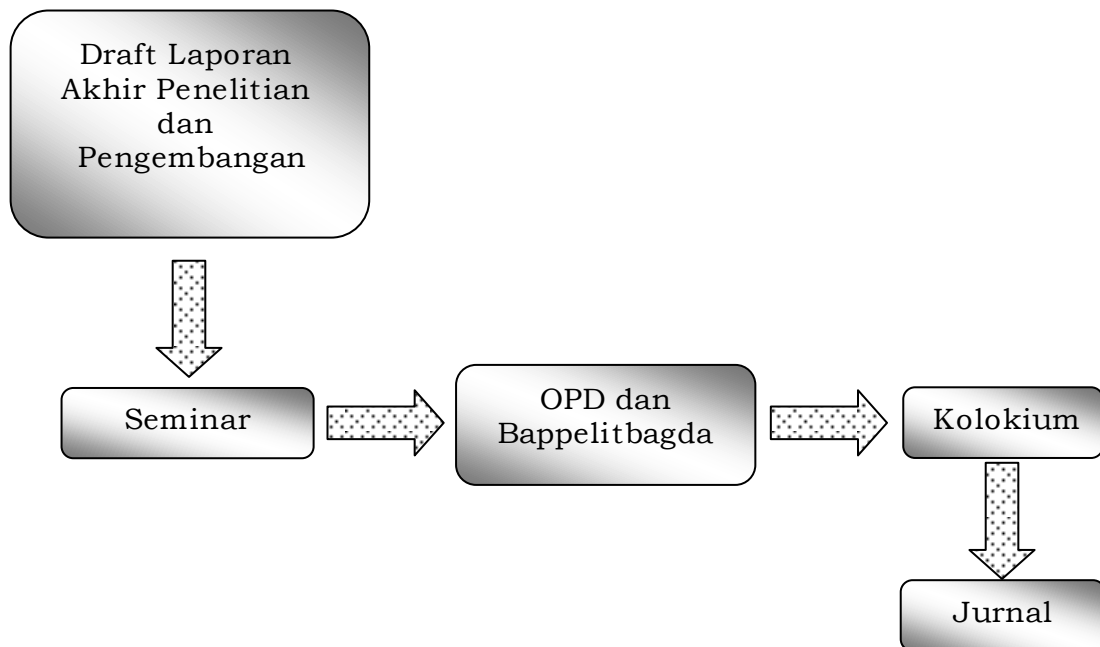 Draft Laporan
Akhir Penelitian
dan
Pengembangan
Seminar
OPD dan
Bappelitbagda
Kolokium
Jurnal